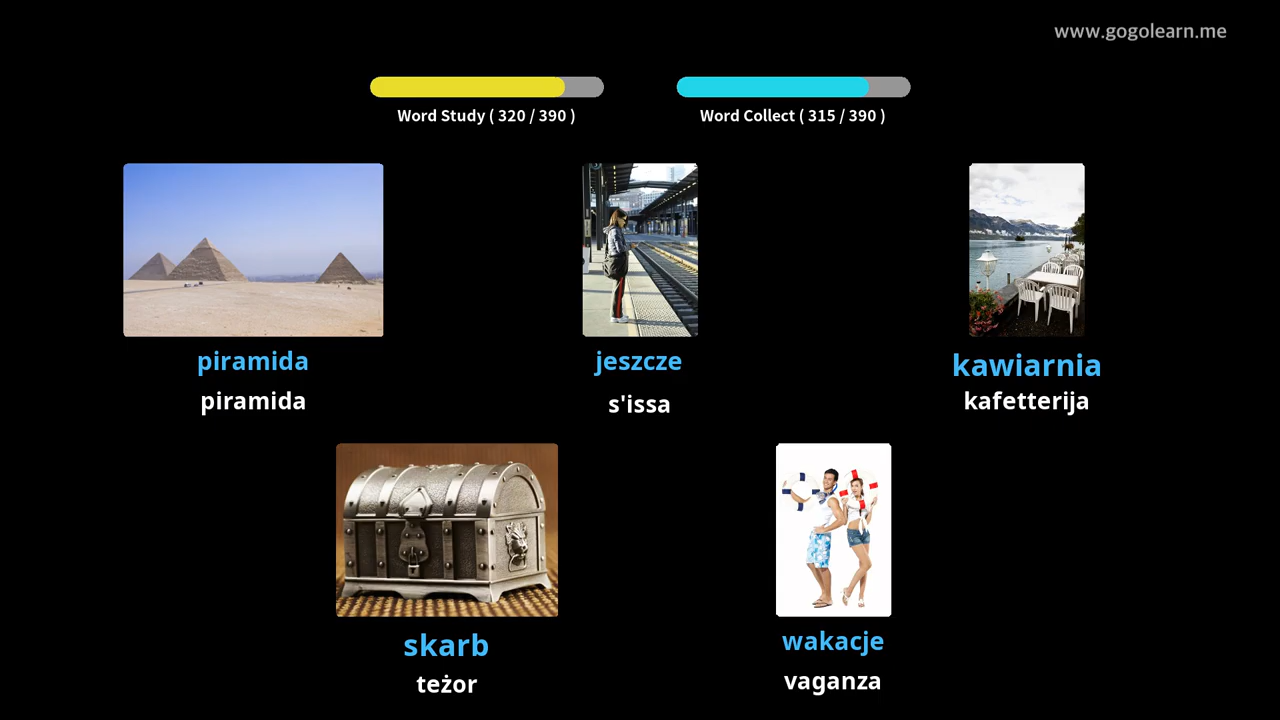 www.gogolearn.me
Word Study ( 320 / 390 )
Word Collect ( 315 / 390 )
piramida
piramida
jeszcze
s'issa
kawiarnia
kafetterija
skarb
teżor
wakacje
vaganza